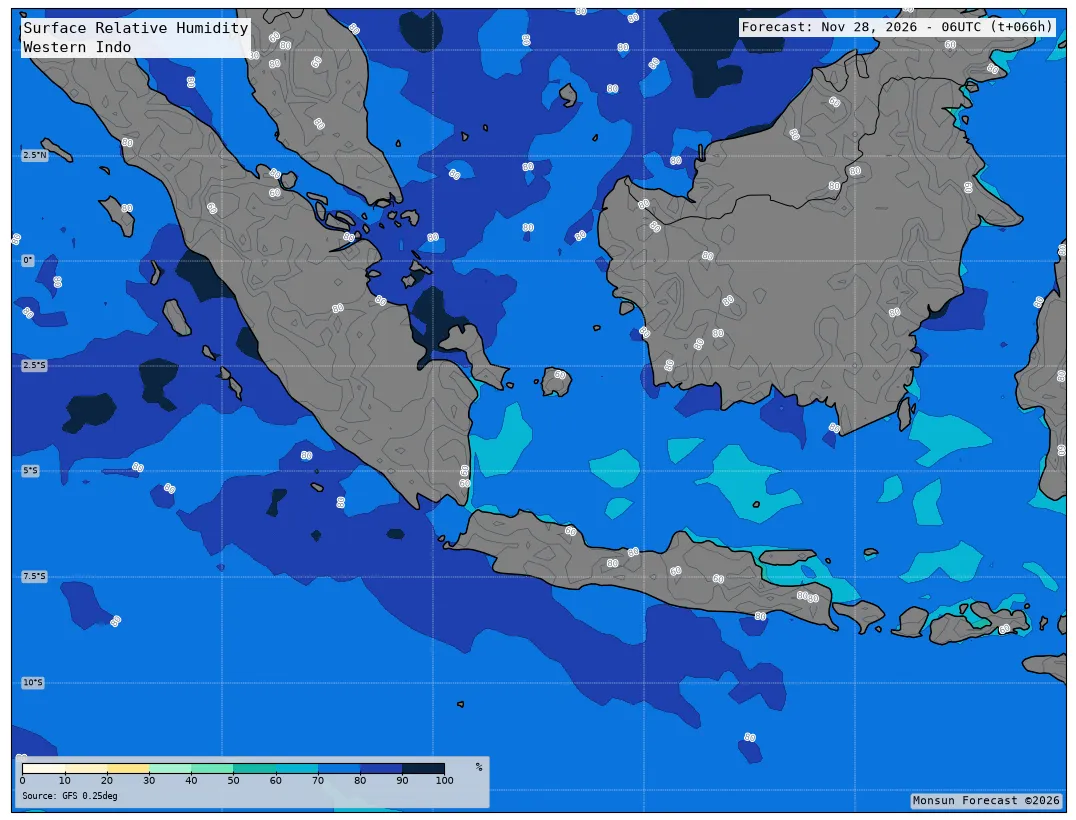 Surface Relative Humidity
Western Indo
Forecast: Nov 28, 2026 - 06UTC (t+066h)
2.5°N
0°
2.5°S
5°S
7.5°S
10°S
%
0 10 20 30 40 50 60 70 80 90 100
Source: GFS 0.25deg
Monsun Forecast ©2026